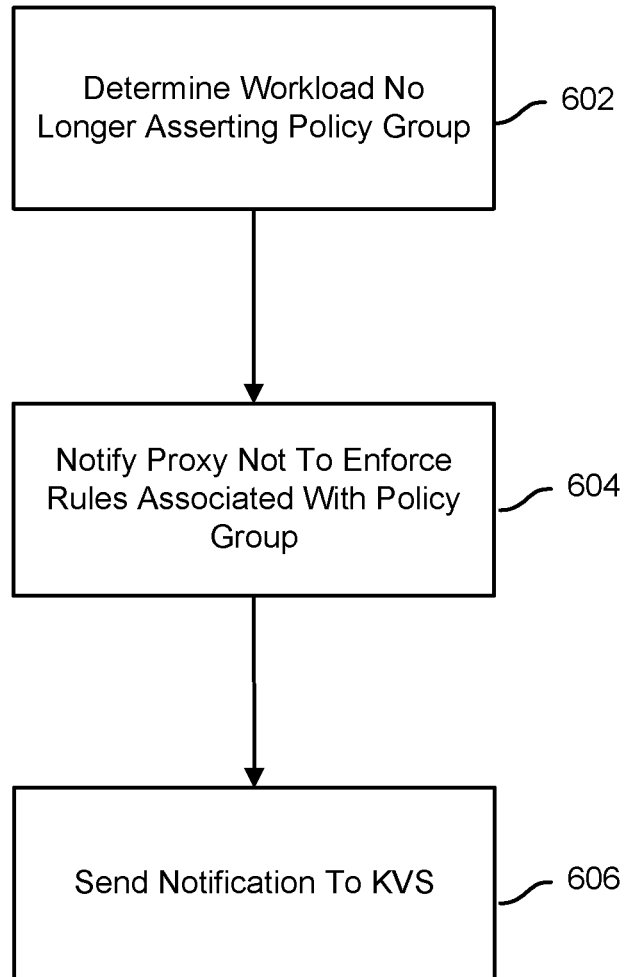 Determine Workload No
Longer Asserting Policy Group
602
Notify Proxy Not To Enforce
Rules Associated With Policy
Group
604
Send Notification To KVS
606